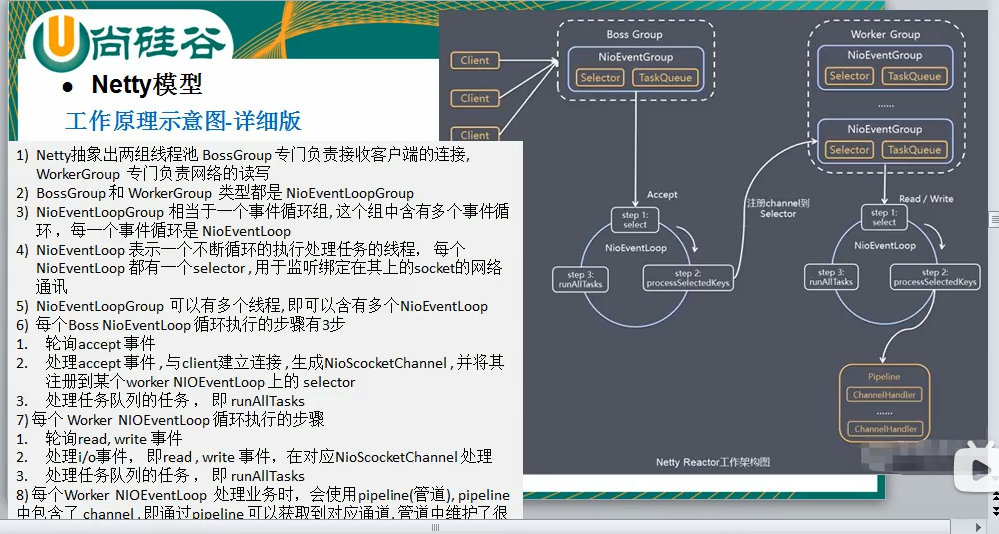 尚硅谷
● Netty模型
工作原理示意图-详细版
1) Netty抽象出两组线程池 BossGroup 专门负责接收客户端的连接,
WorkerGroup 专门负责网络的读写
2) BossGroup 和 WorkerGroup 类型都是 NioEventLoopGroup
3) NioEventLoopGroup 相当于一个事件循环组, 这个组中含有多个事件循
环 ，每一个事件循环是 NioEventLoop
4) NioEventLoop 表示一个不断循环的执行处理任务的线程， 每个
NioEventLoop 都有一个selector , 用于监听绑定在其上的socket的网络
通讯
5) NioEventLoopGroup 可以有多个线程, 即可以含有多个NioEventLoop
6) 每个Boss NioEventLoop 循环执行的步骤有3步
1. 轮询accept 事件
2. 处理accept 事件 , 与client建立连接 , 生成NioScocketChannel , 并将其
注册到某个worker NIOEventLoop 上的 selector
3. 处理任务队列的任务 ， 即 runAllTasks
7) 每个 Worker NIOEventLoop 循环执行的步骤
1. 轮询read, write 事件
2. 处理i/o事件， 即read , write 事件，在对应NioScocketChannel 处理
3. 处理任务队列的任务 ， 即 runAllTasks
8) 每个Worker NIOEventLoop 处理业务时，会使用pipeline(管道), pipeline
中包含了 channel , 即通过pipeline 可以获取到对应通道, 管道中维护了很
Client
Client
Client
Boss Group
NioEventGroup
Selector
TaskQueue
Accept
step 1:
select
NioEventLoop
step 3:
runAllTasks
step 2:
processSelectedKeys
注册channel到
Selector
Worker Group
NioEventGroup
Selector
TaskQueue
......
NioEventGroup
Selector
TaskQueue
Read / Write
step 1:
select
NioEventLoop
step 3:
runAllTasks
step 2:
processSelectedKeys
Pipeline
ChannelHandler
......
ChannelHandler
Netty Reactor工作架构图